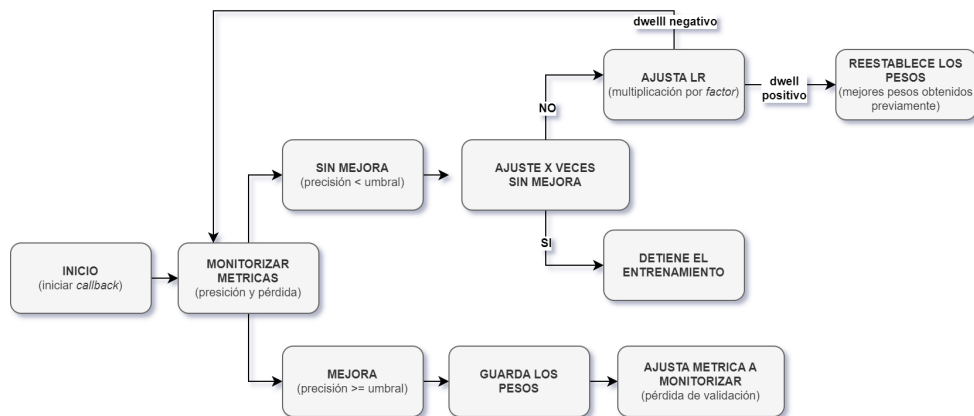 dwelll negativo
AJUSTA LR
(multiplicación por factor)
dwell
positivo
REESTABLECE LOS
PESOS
(mejores pesos obtenidos
previamente)
NO
SIN MEJORA
(precisión < umbral)
AJUSTE X VECES
SIN MEJORA
SI
INICIO
(iniciar callback)
MONITORIZAR
METRICAS
(presición y pérdida)
DETIENE EL
ENTRENAMIENTO
MEJORA
(precisión >= umbral)
GUARDA LOS
PESOS
AJUSTA METRICA A
MONITORIZAR
(pérdida de validación)